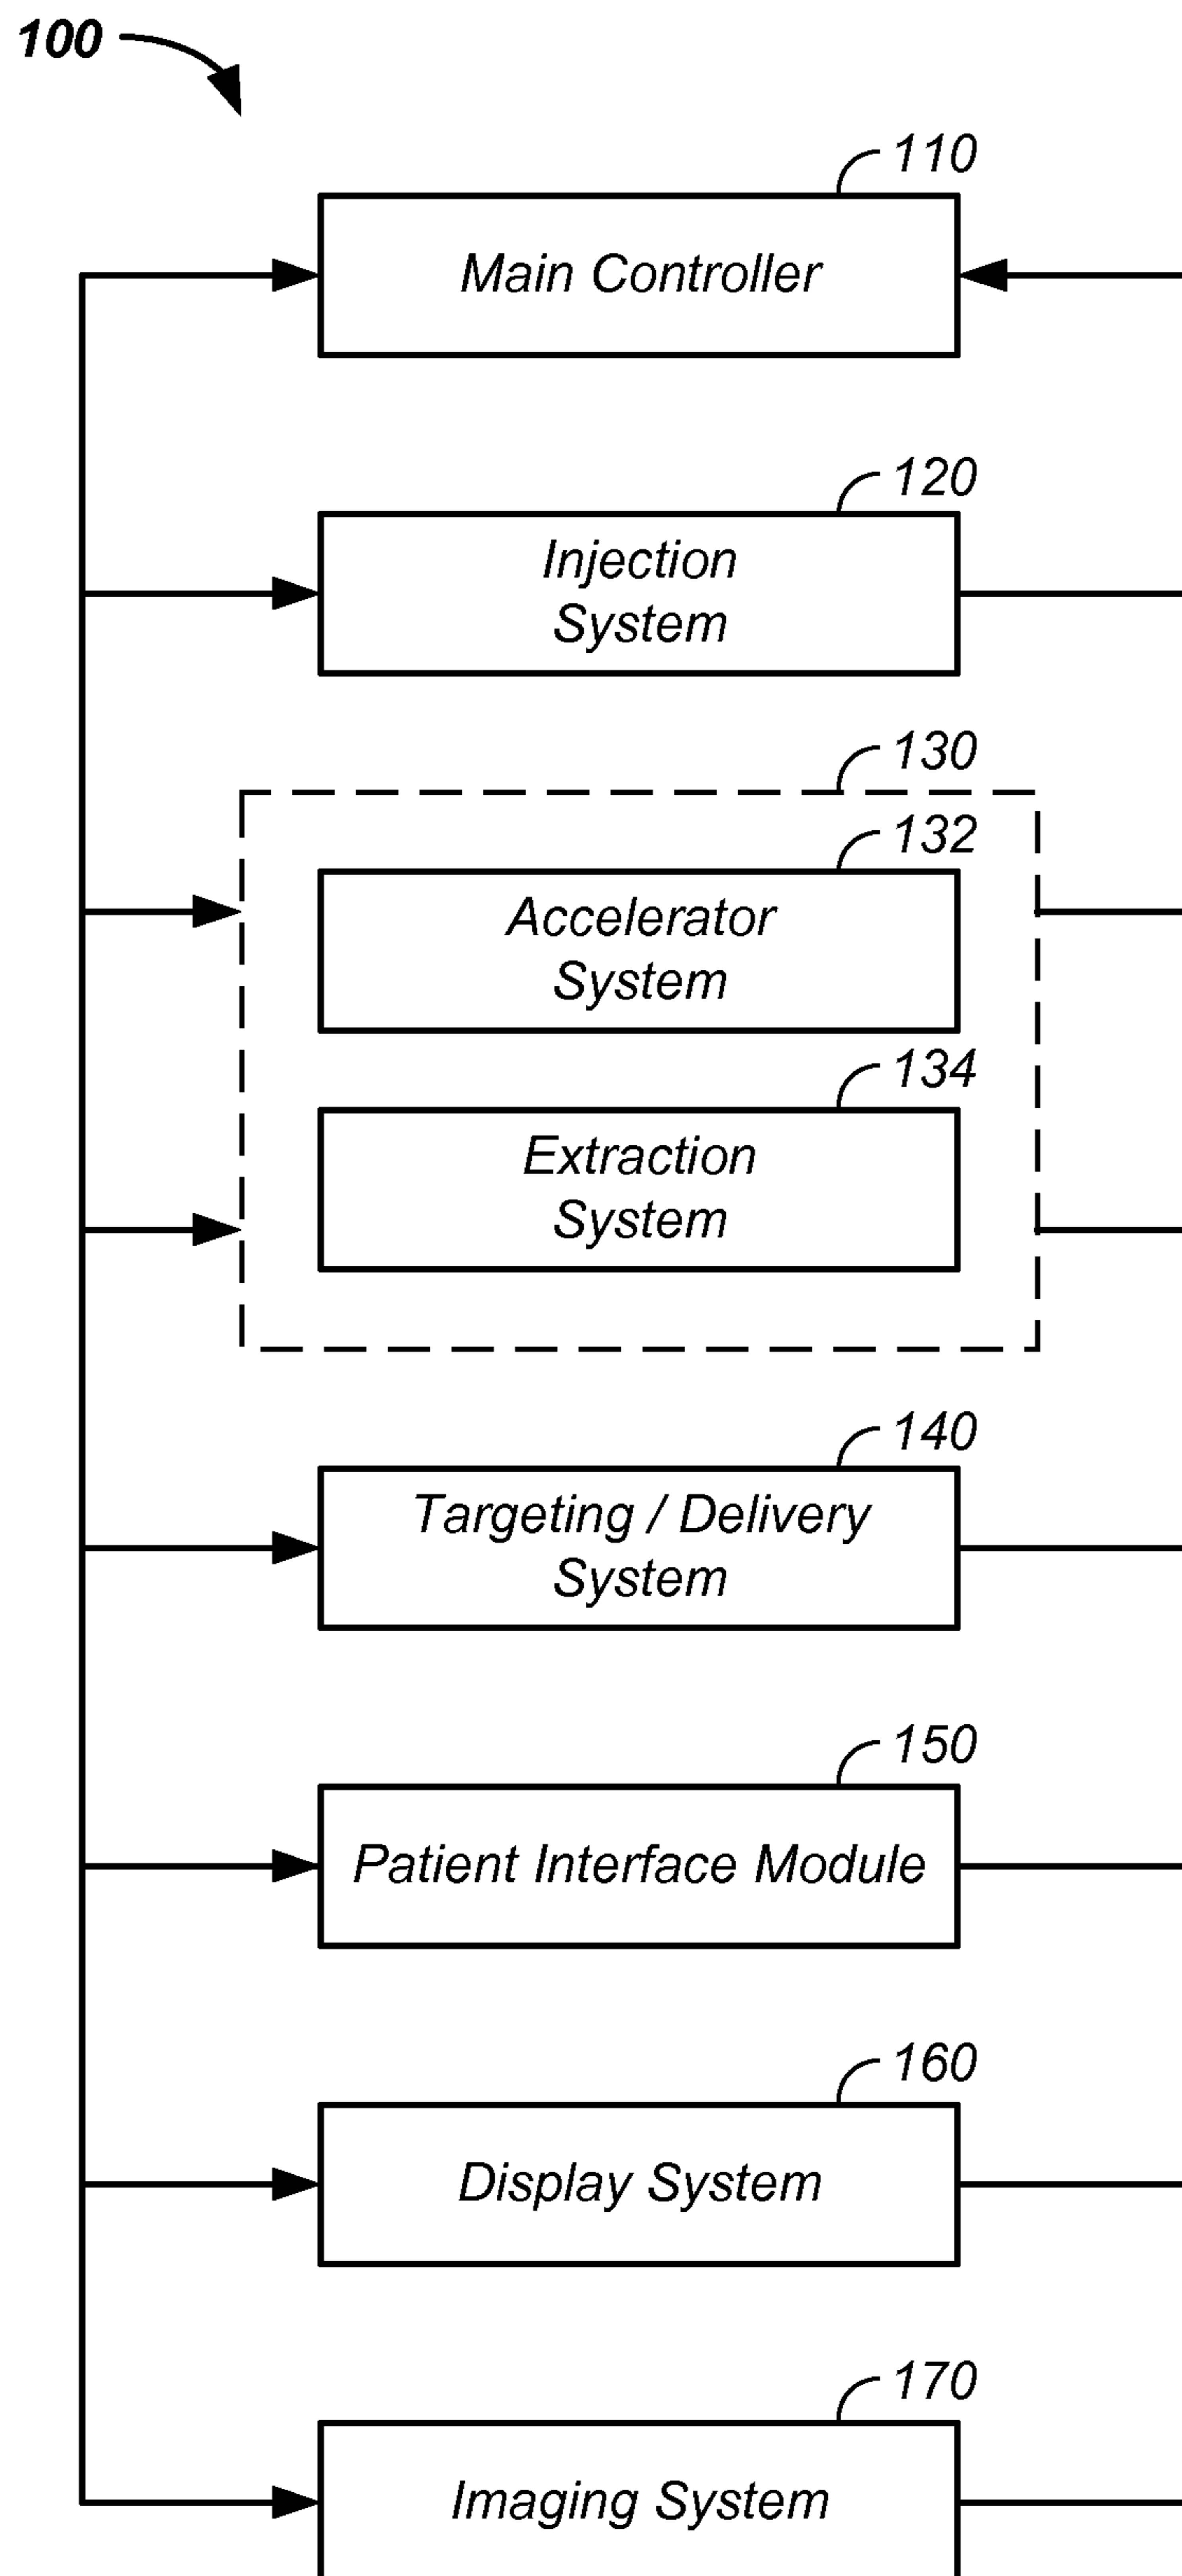 100
110
Main Controller
120
Injection
System
130
132
Accelerator
System
134
Extraction
System
140
Targeting / Delivery
System
150
Patient Interface Module
160
Display System
170
Imaging System